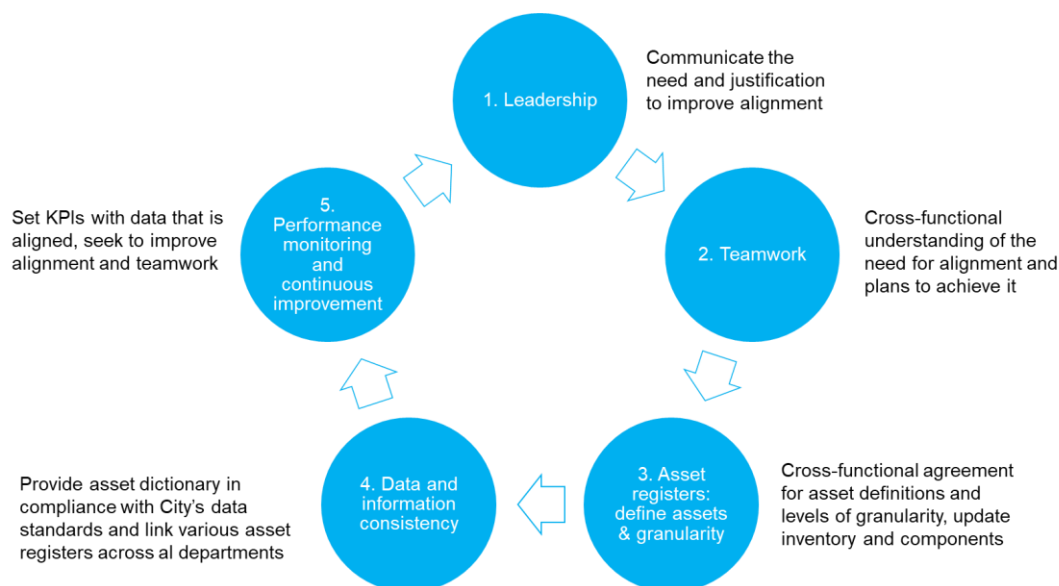 1. Leadership
Communicate the
need and justification
to improve alignment
2. Teamwork
Cross-functional
understanding of the
need for alignment and
plans to achieve it
3. Asset
registers:
define assets
& granularity
Cross-functional agreement
for asset definitions and
levels of granularity, update
inventory and components
4. Data and
information
consistency
Provide asset dictionary in
compliance with City's data
standards and link various asset
registers across al departments
5.
Performance
monitoring
and
continuous
improvement
Set KPIs with data that is
aligned, seek to improve
alignment and teamwork